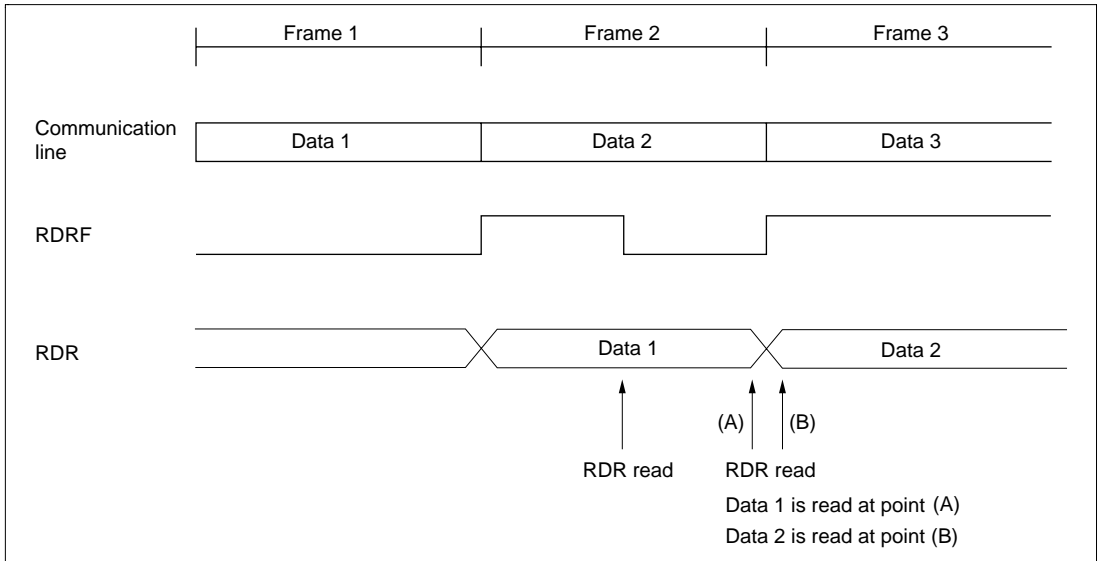 Frame 1 Frame 2 Frame 3
Communication
line
Data 1 Data 2 Data 3
RDRF
RDR
Data 1 Data 2
(A) (B)
RDR read RDR read
Data 1 is read at point (A)
Data 2 is read at point (B)